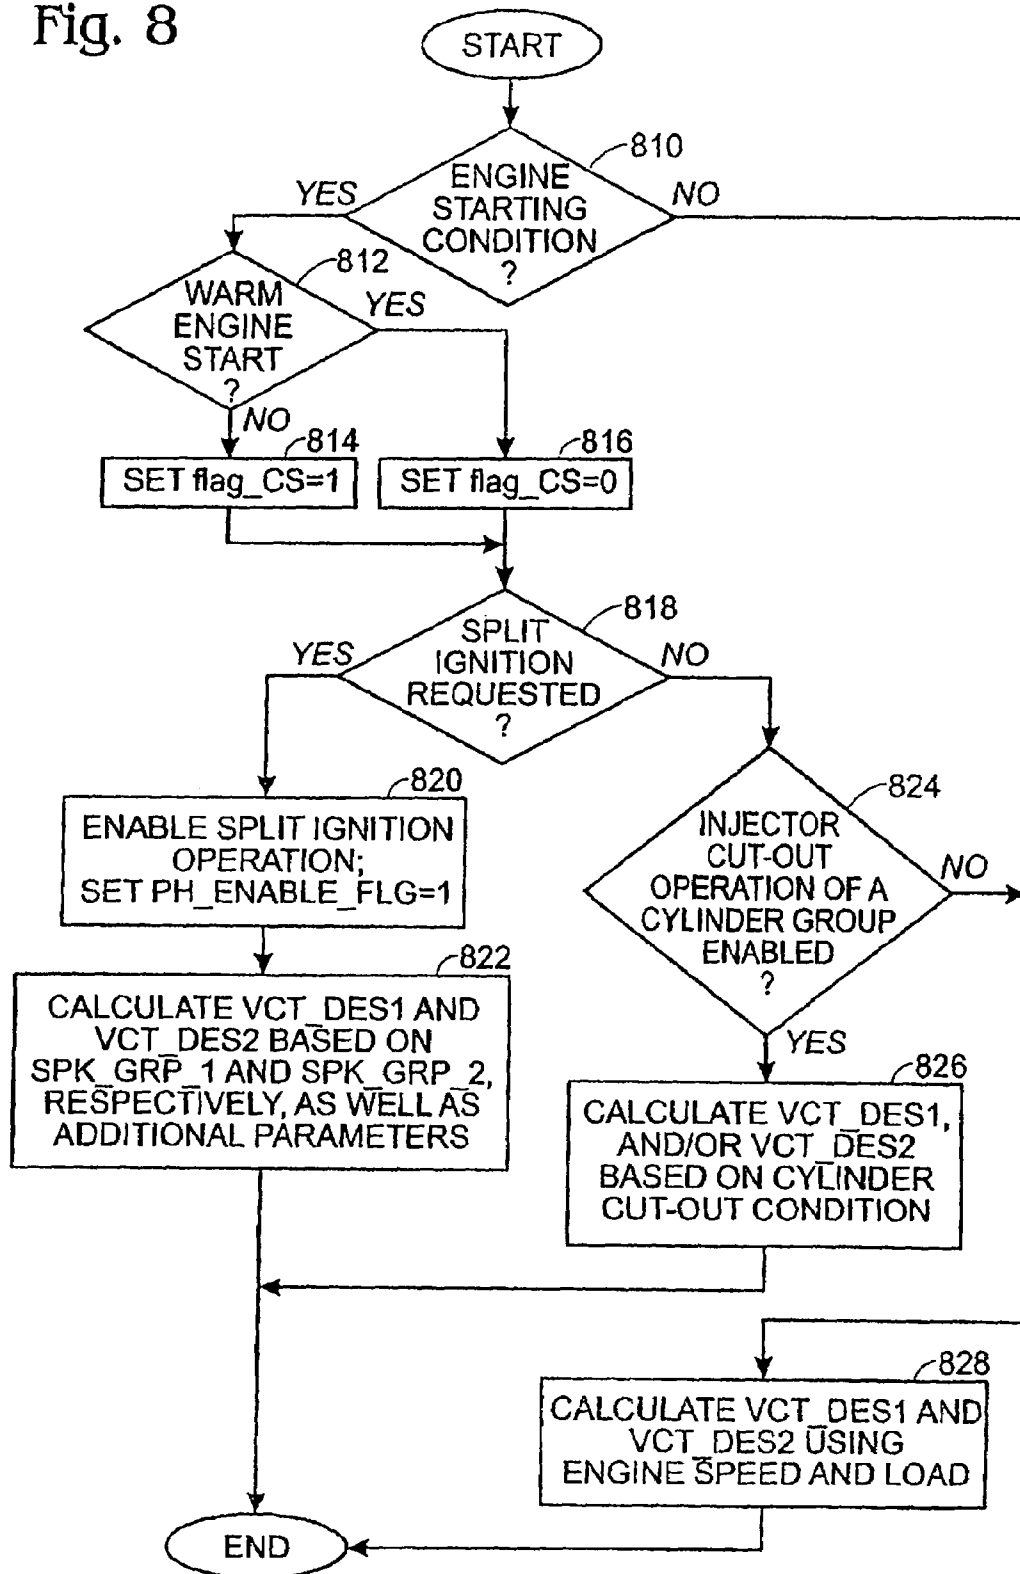 Fig. 8
START
810
ENGINE
STARTING
CONDITION
?
YES
NO
812
WARM
ENGINE
START
?
YES
NO
814
SET flag_CS=1
816
SET flag_CS=0
818
SPLIT
IGNITION
REQUESTED
?
YES
NO
820
ENABLE SPLIT IGNITION
OPERATION;
SET PH_ENABLE_FLG=1
824
INJECTOR
CUT-OUT
OPERATION OF A
CYLINDER GROUP
ENABLED
?
NO
YES
822
CALCULATE VCT_DES1 AND
VCT_DES2 BASED ON
SPK_GRP_1 AND SPK_GRP_2,
RESPECTIVELY, AS WELL AS
ADDITIONAL PARAMETERS
826
CALCULATE VCT_DES1,
AND/OR VCT_DES2
BASED ON CYLINDER
CUT-OUT CONDITION
828
CALCULATE VCT_DES1 AND
VCT_DES2 USING
ENGINE SPEED AND LOAD
END